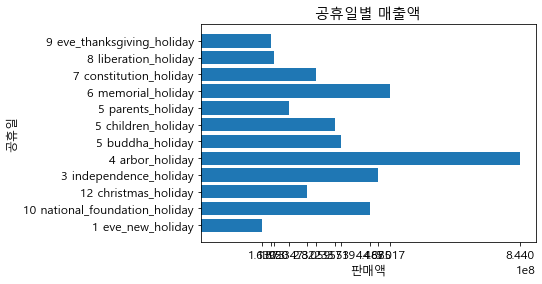 공휴일별 매출액
공휴일
9 eve_thanksgiving_holiday
8 liberation_holiday
7 constitution_holiday
6 memorial_holiday
5 parents_holiday
5 children_holiday
5 buddha_holiday
4 arbor_holiday
3 independence_holiday
12 christmas_holiday
10 national_foundation_holiday
1 eve_new_holiday
8.440
판매액
1e8